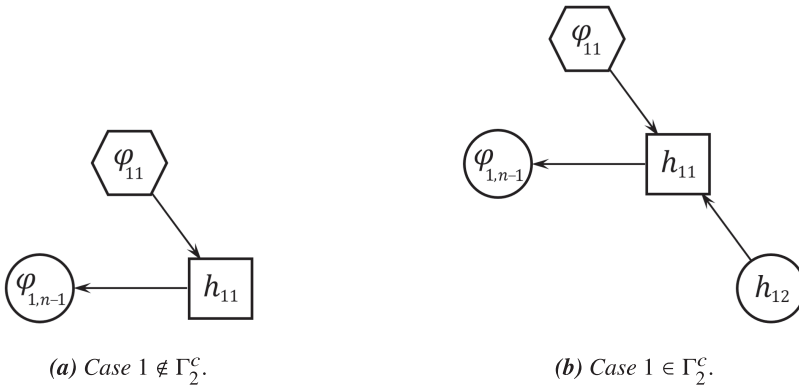 φ₁₁
φ₁₁
φ₁,ₙ₋₁
h₁₁
φ₁,ₙ₋₁
h₁₁
h₁₂
(a) Case 1 ∉ Γ₂ᶜ.
(b) Case 1 ∈ Γ₂ᶜ.